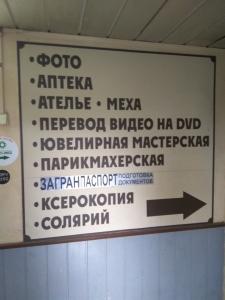 • ФОТО
• АПТЕКА
• АТЕЛЬЕ • МЕХА
• ПЕРЕВОД ВИДЕО НА DVD
• ЮВЕЛИРНАЯ МАСТЕРСКАЯ
• ПАРИКМАХЕРСКАЯ
• ЗАГРАНПАСПОРТ ПОДГОТОВКА ДОКУМЕНТОВ
• КСЕРОКОПИЯ
• СОЛЯРИЙ